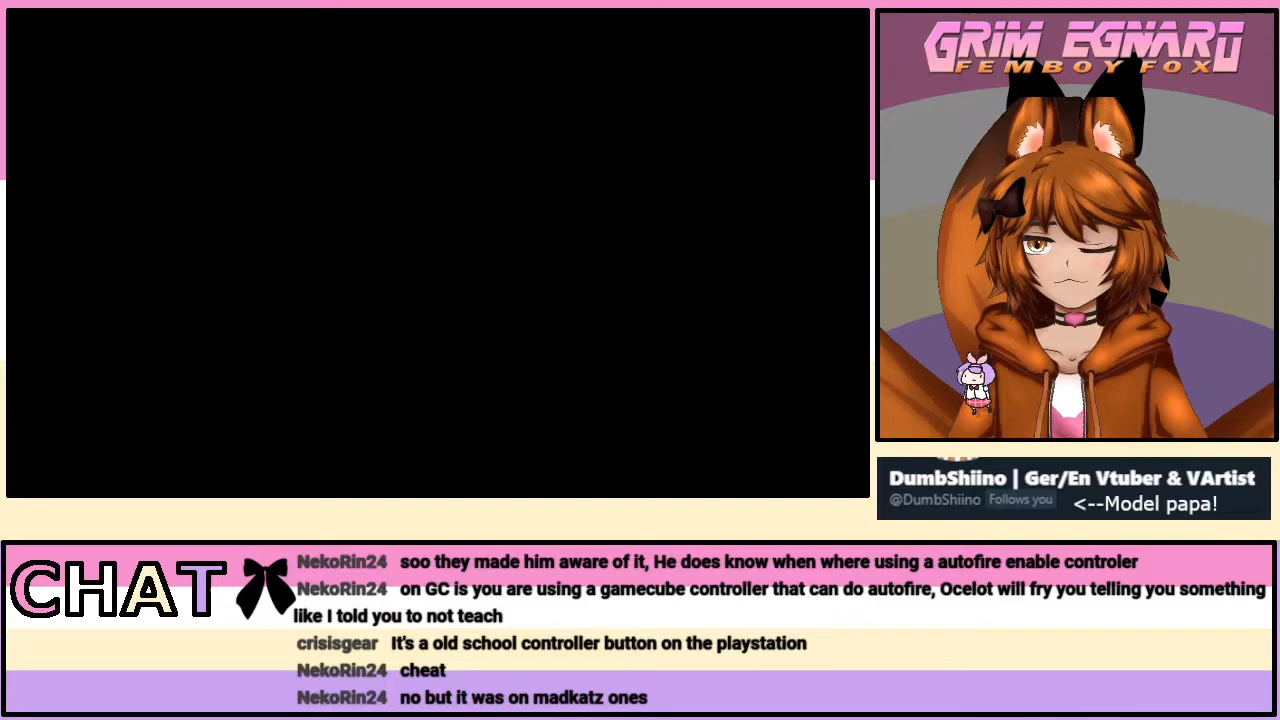 GRIM EGNART
FEMBOY FOX
DumbShiino | Ger/En Vtuber & VArtist
@DumbShiino Follows you <--Model papa!
CHAT
NekoRin24 soo they made him aware of it, He does know when where using a autofire enable controler
NekoRin24 on GC is you are using a gamecube controller that can do autofire, Ocelot will fry you telling you something
like I told you to not teach
crisisgear It's a old school controller button on the playstation
NekoRin24 cheat
NekoRin24 no but it was on madkatz ones